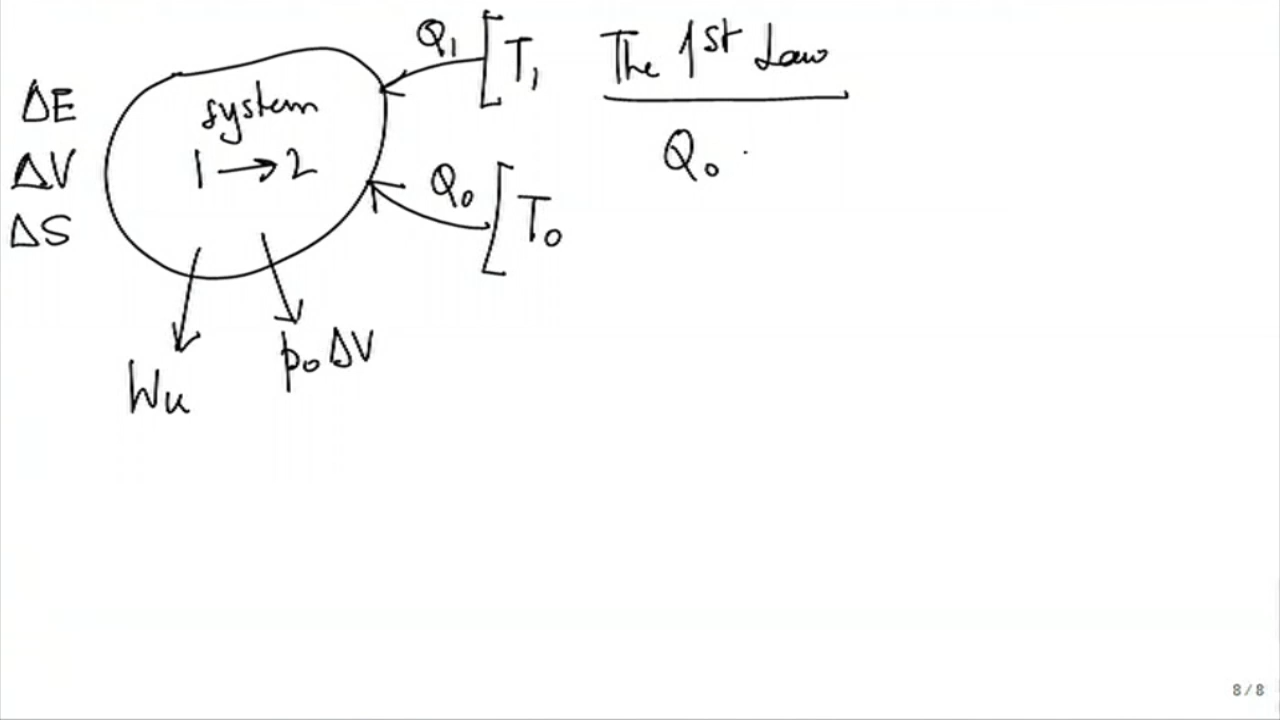 Q₁
T₁
The 1st Law
ΔE
system
ΔV
1 → 2
Q₀
Q₀
T₀
ΔS
Wu
p₀ΔV
8/8